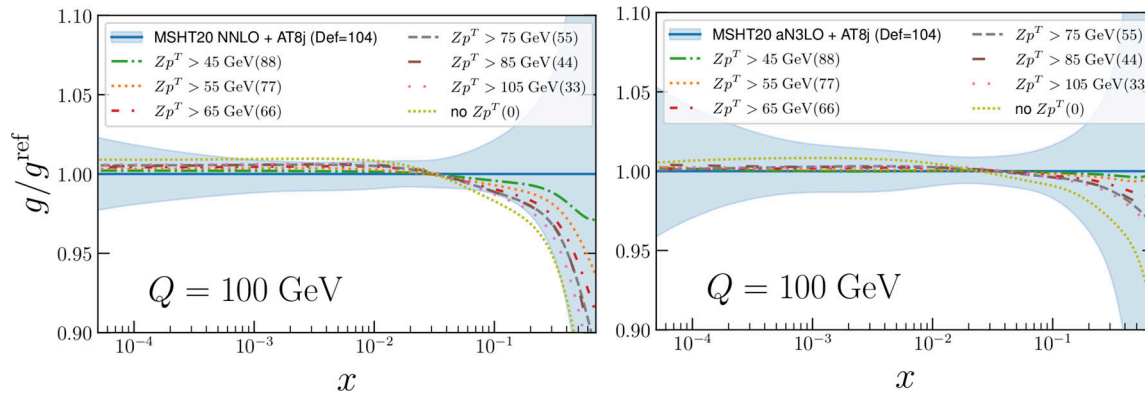 1.10
1.05
1.00
0.95
0.90
g/g^ref
MSHT20 NNLO + AT8j (Def=104)
Zp^T > 45 GeV(88)
Zp^T > 55 GeV(77)
Zp^T > 65 GeV(66)
Zp^T > 75 GeV(55)
Zp^T > 85 GeV(44)
Zp^T > 105 GeV(33)
no Zp^T(0)
Q = 100 GeV
10^−4 10^−3 10^−2 10^−1
x
1.10
1.05
1.00
0.95
0.90
MSHT20 aN3LO + AT8j (Def=104)
Zp^T > 45 GeV(88)
Zp^T > 55 GeV(77)
Zp^T > 65 GeV(66)
Zp^T > 75 GeV(55)
Zp^T > 85 GeV(44)
Zp^T > 105 GeV(33)
no Zp^T(0)
Q = 100 GeV
10^−4 10^−3 10^−2 10^−1
x